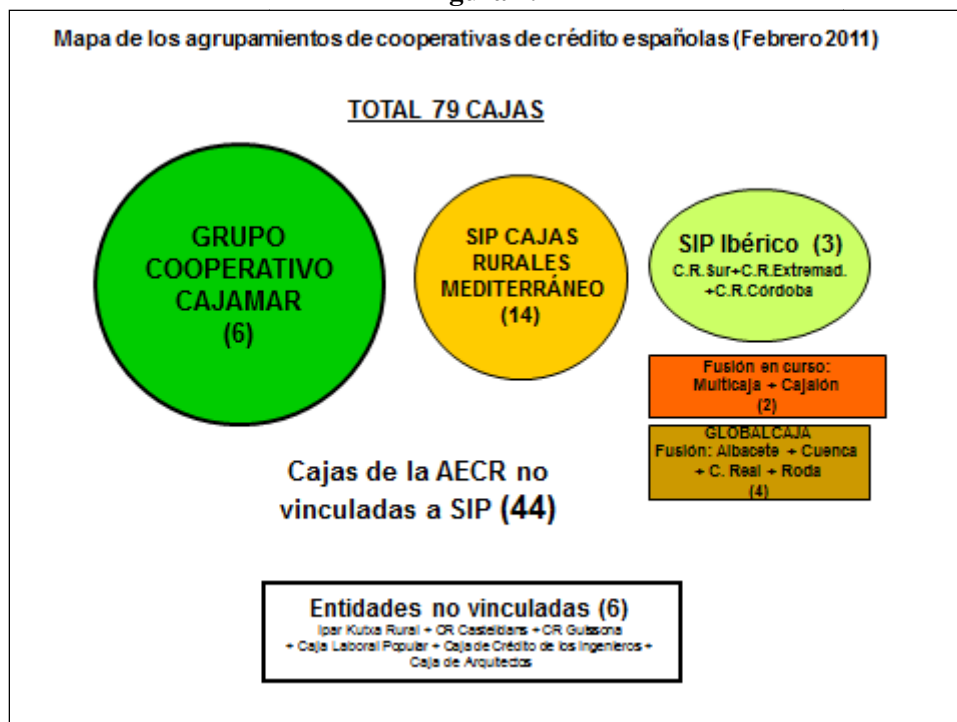 Mapa de los agrupamientos de cooperativas de crédito españolas (Febrero 2011)
TOTAL 79 CAJAS
GRUPO
COOPERATIVO
CAJAMAR
(6)
SIP CAJAS
RURALES
MEDITERRÁNEO
(14)
SIP Ibérico (3)
C.R.Sur+C.R.Extremad.
+C.R.Córdoba
Fusión en curso:
Multicaja + Cajalón
(2)
GLOBALCAJA
Fusión: Albacete + Cuenca
+ C. Real + Roda
(4)
Cajas de la AECR no
vinculadas a SIP (44)
Entidades no vinculadas (6)
Ipar Kutxa Rural + CR Casteldans + CR Guissona
+ Caja Laboral Popular + Caja de Crédito de los Ingenieros +
Caja de Arquitectos